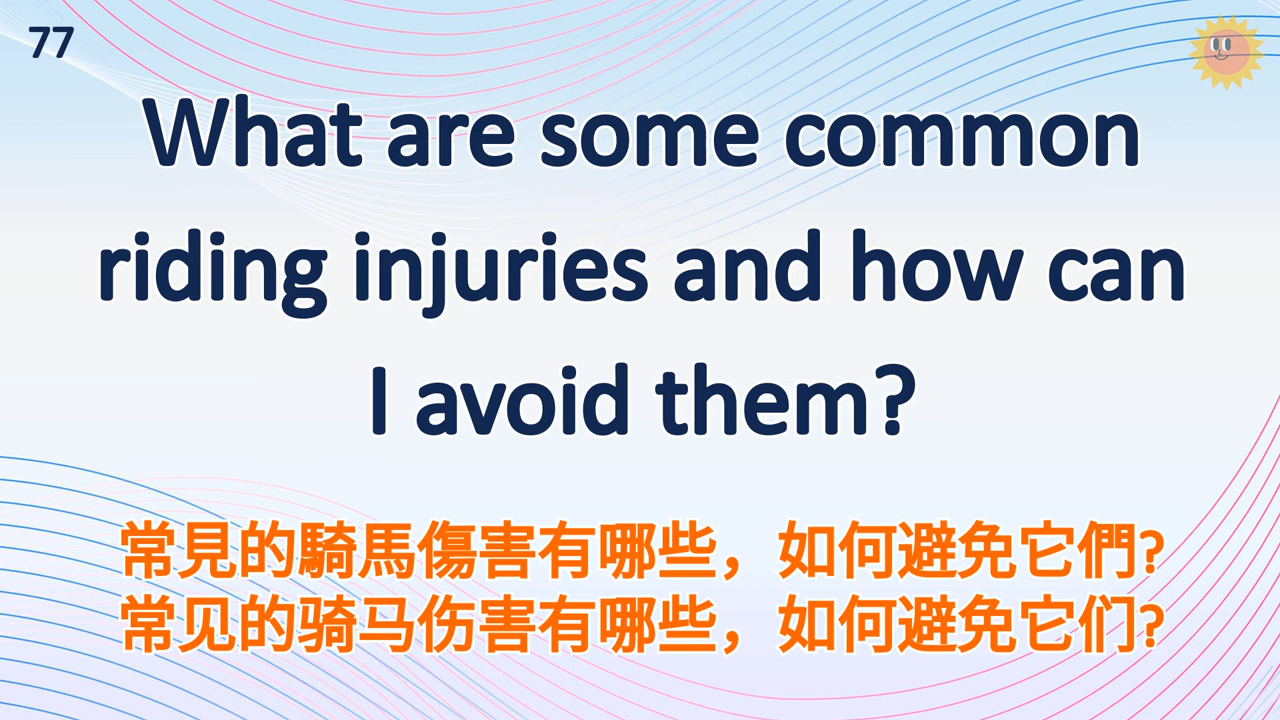 77
What are some common
riding injuries and how can
I avoid them?
常見的騎馬傷害有哪些，如何避免它們?
常见的骑马伤害有哪些，如何避免它们?